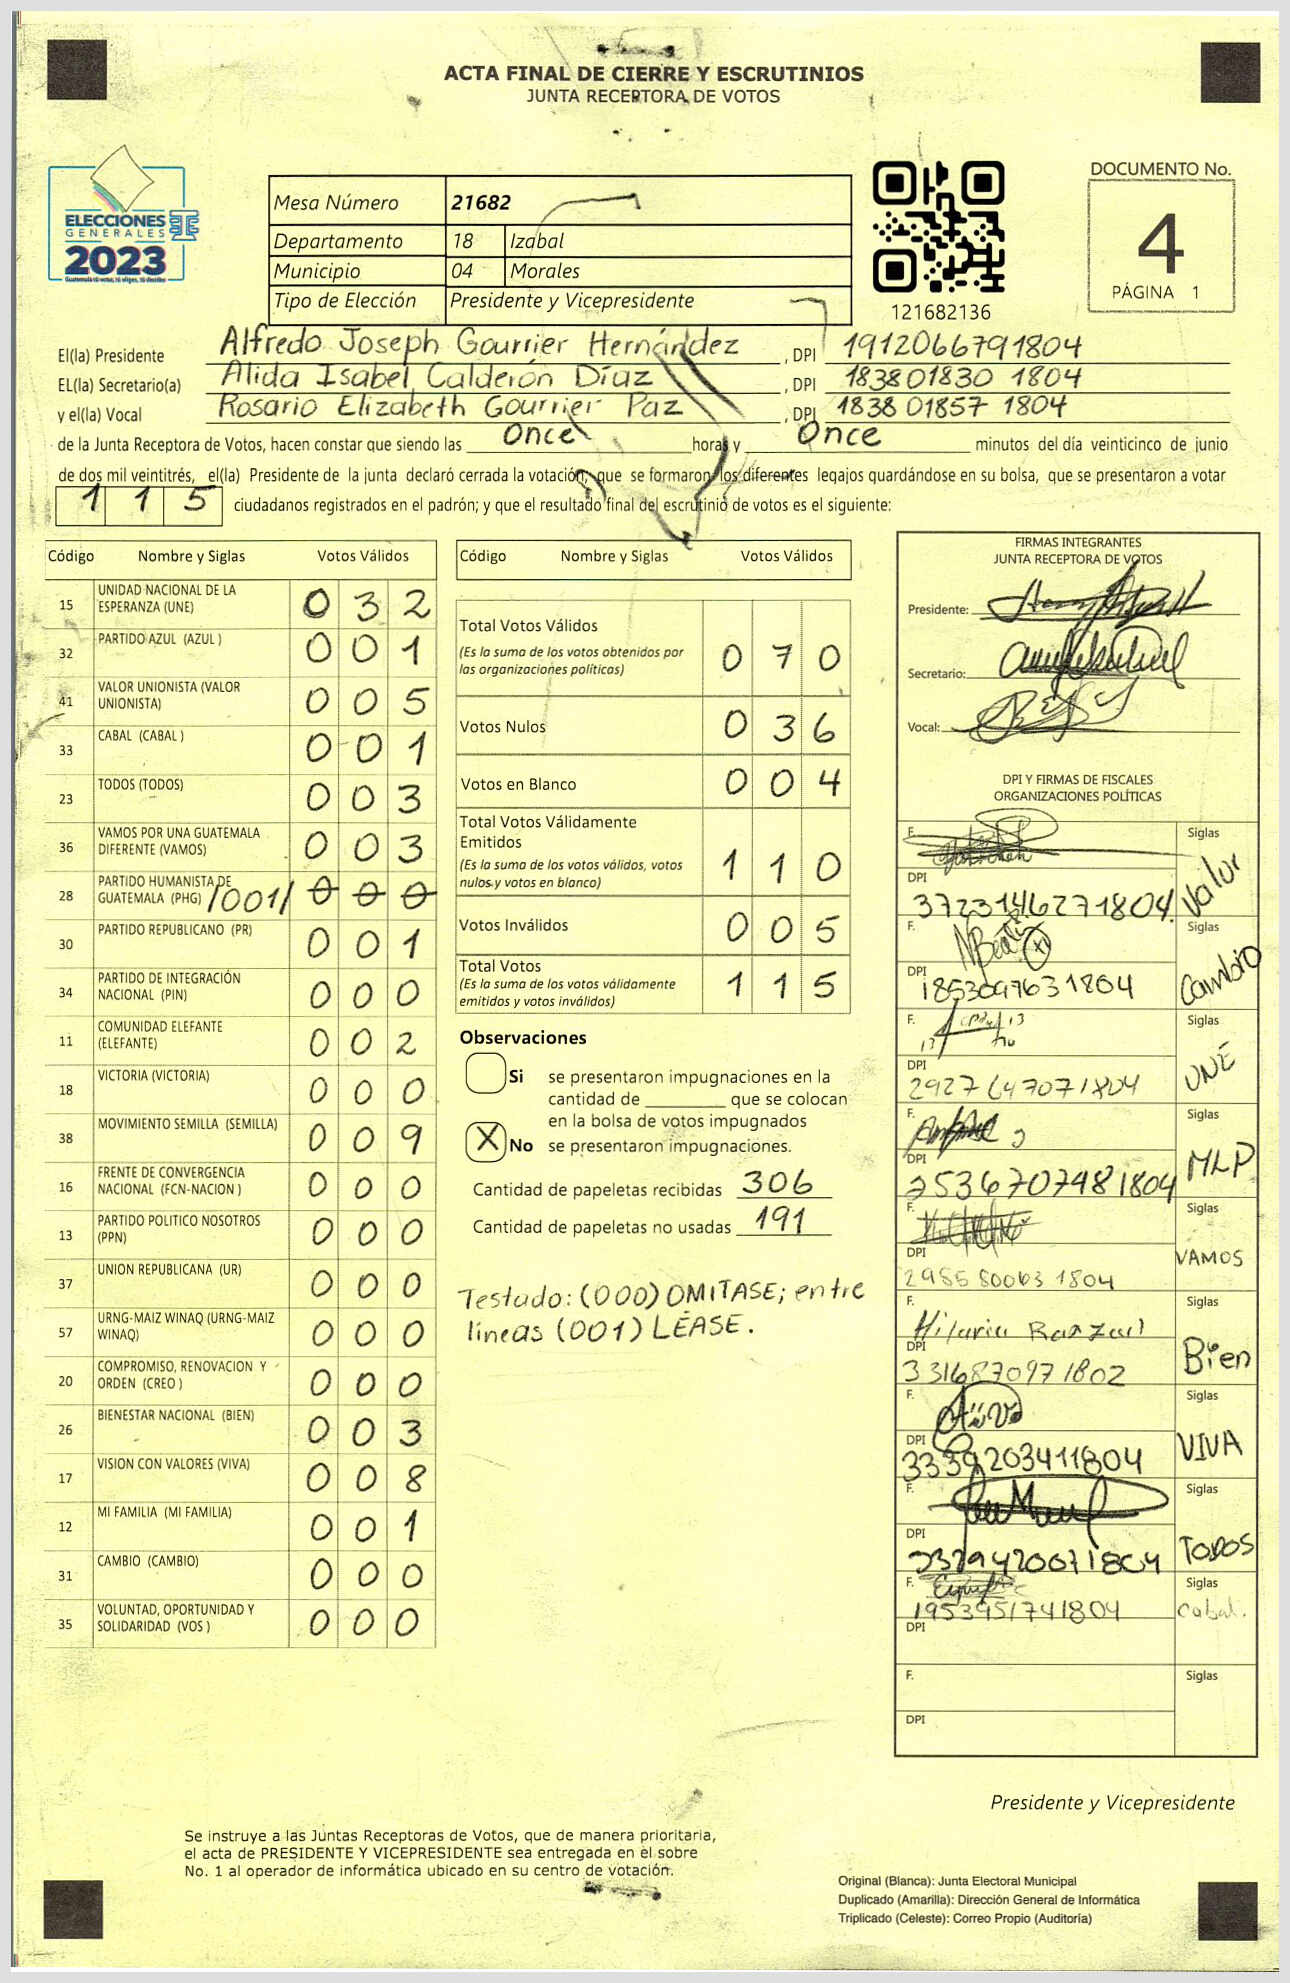 ACTA FINAL DE CIERRE Y ESCRUTINIOS
JUNTA RECEPTORA DE VOTOS
ELECCIONES
GENERALES
2023
Mesa Número 21682
Departamento 18 Izabal
Municipio 04 Morales
Tipo de Elección Presidente y Vicepresidente
121682136
DOCUMENTO No.
4
PÁGINA 1
El(la) Presidente Alfredo Joseph Gourrier Hernández, DPI 1912066791804
EL(la) Secretario(a) Alida Isabel Calderón Díaz, DPI 183801830 1804
y el(la) Vocal Rosario Elizabeth Gourrier Paz, DPI 1838 01857 1804
de la Junta Receptora de Votos, hacen constar que siendo las Once horas y Once minutos del día veinticinco de junio
de dos mil veintitrés, el(la) Presidente de la junta declaró cerrada la votación; que se formaron los diferentes legajos quardándose en su bolsa, que se presentaron a votar
115 ciudadanos registrados en el padrón; y que el resultado final del escrutinio de votos es el siguiente:
Código Nombre y Siglas Votos Válidos
15 UNIDAD NACIONAL DE LA ESPERANZA (UNE) 0 3 2
32 PARTIDO AZUL (AZUL ) 0 0 1
41 VALOR UNIONISTA (VALOR UNIONISTA) 0 0 5
33 CABAL (CABAL ) 0 0 1
23 TODOS (TODOS) 0 0 3
36 VAMOS POR UNA GUATEMALA DIFERENTE (VAMOS) 0 0 3
28 PARTIDO HUMANISTA DE GUATEMALA (PHG) /001/ 0 0 0
30 PARTIDO REPUBLICANO (PR) 0 0 1
34 PARTIDO DE INTEGRACIÓN NACIONAL (PIN) 0 0 0
11 COMUNIDAD ELEFANTE (ELEFANTE) 0 0 2
18 VICTORIA (VICTORIA) 0 0 0
38 MOVIMIENTO SEMILLA (SEMILLA) 0 0 9
16 FRENTE DE CONVERGENCIA NACIONAL (FCN-NACION ) 0 0 0
13 PARTIDO POLITICO NOSOTROS (PPN) 0 0 0
37 UNION REPUBLICANA (UR) 0 0 0
57 URNG-MAIZ WINAQ (URNG-MAIZ WINAQ) 0 0 0
20 COMPROMISO, RENOVACION Y ORDEN (CREO ) 0 0 0
26 BIENESTAR NACIONAL (BIEN) 0 0 3
17 VISION CON VALORES (VIVA) 0 0 8
12 MI FAMILIA (MI FAMILIA) 0 0 1
31 CAMBIO (CAMBIO) 0 0 0
35 VOLUNTAD, OPORTUNIDAD Y SOLIDARIDAD (VOS ) 0 0 0
Código Nombre y Siglas Votos Válidos
Total Votos Válidos 0 7 0
(Es la suma de los votos obtenidos por
las organizaciones políticas)
Votos Nulos 0 3 6
Votos en Blanco 0 0 4
Total Votos Válidamente
Emitidos 1 1 0
(Es la suma de los votos válidos, votos
nulos y votos en blanco)
Votos Inválidos 0 0 5
Total Votos 1 1 5
(Es la suma de los votos válidamente
emitidos y votos inválidos)
Observaciones
Si se presentaron impugnaciones en la
cantidad de ________ que se colocan
en la bolsa de votos impugnados
X No se presentaron impugnaciones.
Cantidad de papeletas recibidas 306
Cantidad de papeletas no usadas 191
Testado: (000) OMITASE; entre
lineas (001) LÉASE.
FIRMAS INTEGRANTES
JUNTA RECEPTORA DE VOTOS
Presidente:
Secretario:
Vocal:
DPI Y FIRMAS DE FISCALES
ORGANIZACIONES POLÍTICAS
F. Siglas Valor
DPI 3723146271804
F. Siglas Cambio
DPI 1853097631804
F. Siglas UNE
DPI 2927647071804
F. Siglas MLP
DPI 2536707481804
F. Siglas VAMOS
DPI
F. Hilaria Siglas Bien
DPI 3316870971802
F. Siglas VIVA
DPI 3339203411804
F. Siglas TODOS
DPI
F. Siglas Cabal.
1953951741804
DPI
F. Siglas
DPI
Presidente y Vicepresidente
Se instruye a las Juntas Receptoras de Votos, que de manera prioritaria,
el acta de PRESIDENTE Y VICEPRESIDENTE sea entregada en el sobre
No. 1 al operador de informática ubicado en su centro de votación.
Original (Blanca): Junta Electoral Municipal
Duplicado (Amarilla): Dirección General de Informática
Triplicado (Celeste): Correo Propio (Auditoría)